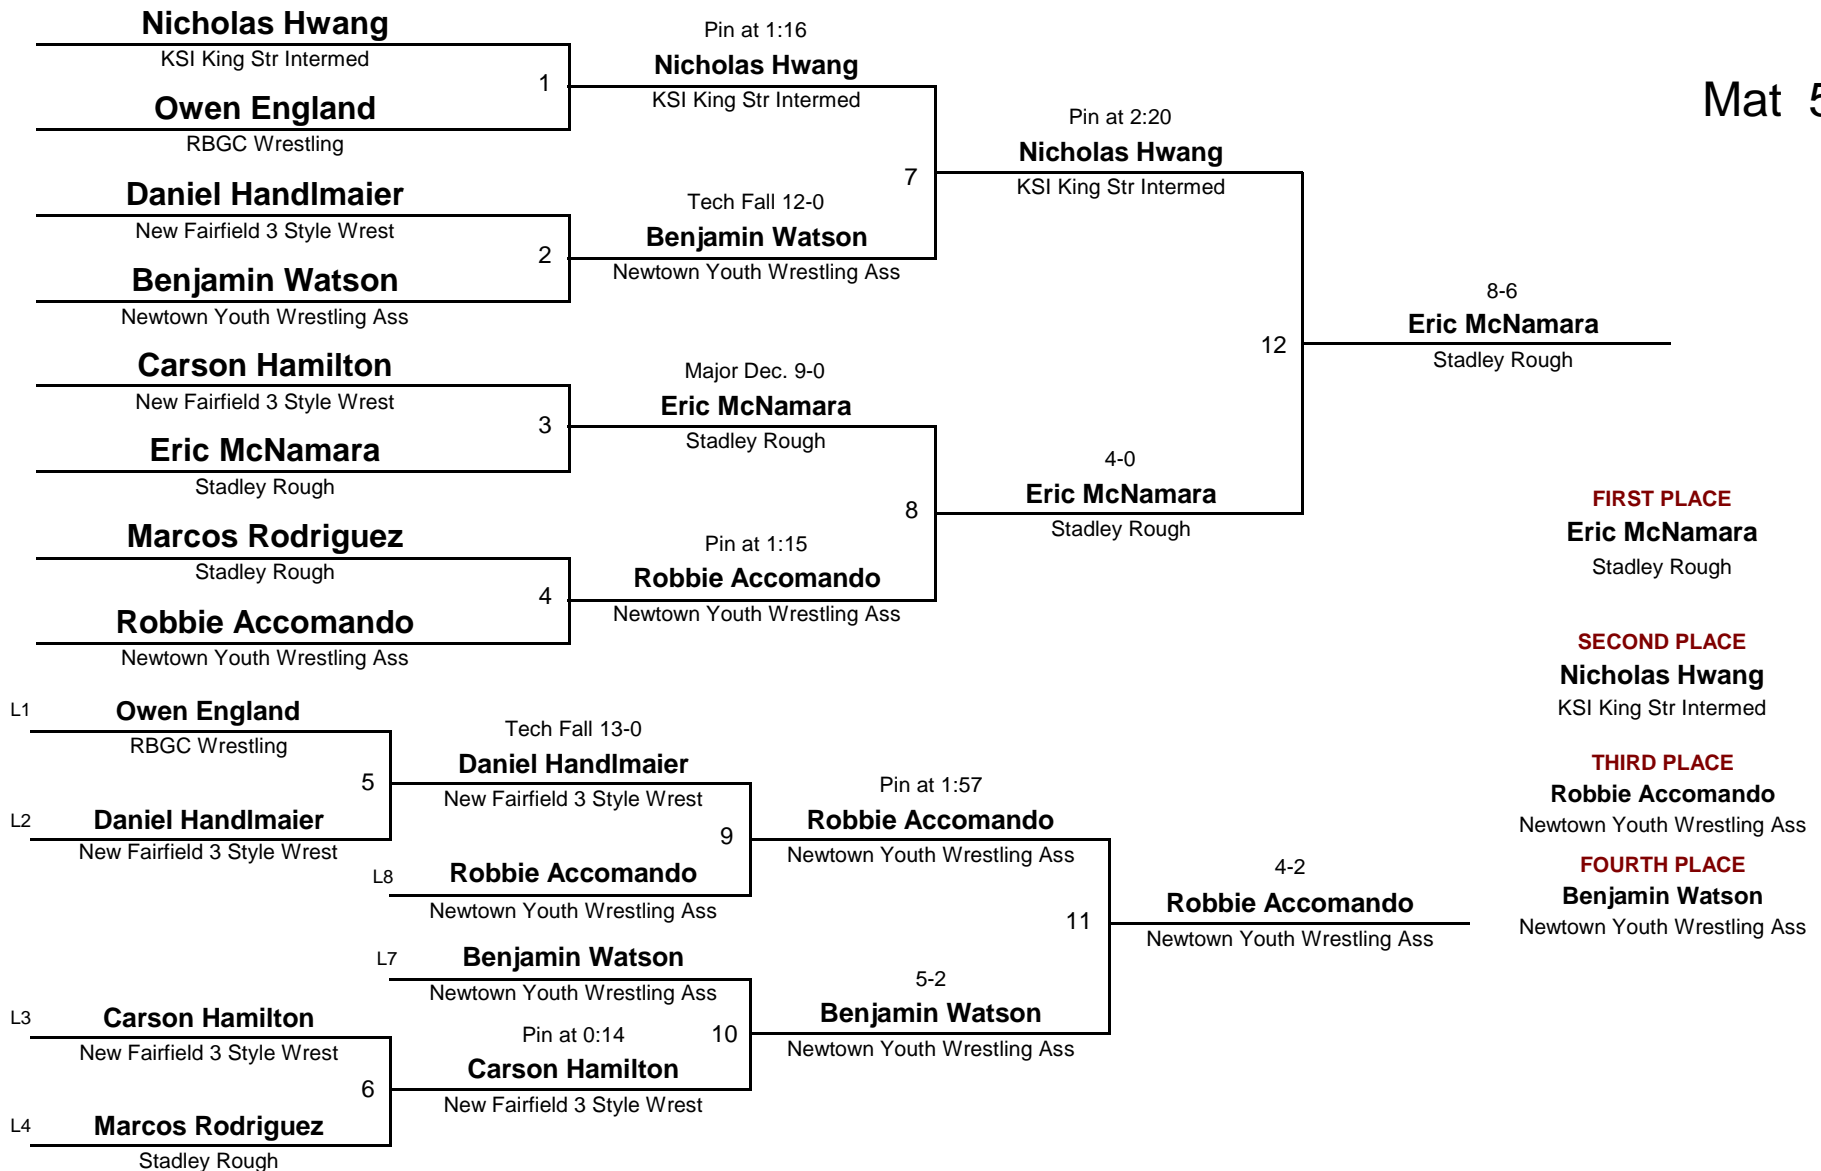 Nicholas Hwang
KSI King Str Intermed
1
Owen England
RBGC Wrestling
Daniel Handlmaier
New Fairfield 3 Style Wrest
2
Benjamin Watson
Newtown Youth Wrestling Ass
Carson Hamilton
New Fairfield 3 Style Wrest
3
Eric McNamara
Stadley Rough
Marcos Rodriguez
Stadley Rough
4
Robbie Accomando
Newtown Youth Wrestling Ass
Pin at 1:16
Nicholas Hwang
KSI King Str Intermed
7
Tech Fall 12-0
Benjamin Watson
Newtown Youth Wrestling Ass
Major Dec. 9-0
Eric McNamara
Stadley Rough
8
Pin at 1:15
Robbie Accomando
Newtown Youth Wrestling Ass
Pin at 2:20
Nicholas Hwang
KSI King Str Intermed
12
4-0
Eric McNamara
Stadley Rough
8-6
Eric McNamara
Stadley Rough
Mat 5
FIRST PLACE
Eric McNamara
Stadley Rough
SECOND PLACE
Nicholas Hwang
KSI King Str Intermed
THIRD PLACE
Robbie Accomando
Newtown Youth Wrestling Ass
FOURTH PLACE
Benjamin Watson
Newtown Youth Wrestling Ass
L1 Owen England
RBGC Wrestling
5
L2 Daniel Handlmaier
New Fairfield 3 Style Wrest
Tech Fall 13-0
Daniel Handlmaier
New Fairfield 3 Style Wrest
9
L8 Robbie Accomando
Newtown Youth Wrestling Ass
L7 Benjamin Watson
Newtown Youth Wrestling Ass
10
L3 Carson Hamilton
New Fairfield 3 Style Wrest
6
L4 Marcos Rodriguez
Stadley Rough
Pin at 0:14
Carson Hamilton
New Fairfield 3 Style Wrest
Pin at 1:57
Robbie Accomando
Newtown Youth Wrestling Ass
11
5-2
Benjamin Watson
Newtown Youth Wrestling Ass
4-2
Robbie Accomando
Newtown Youth Wrestling Ass